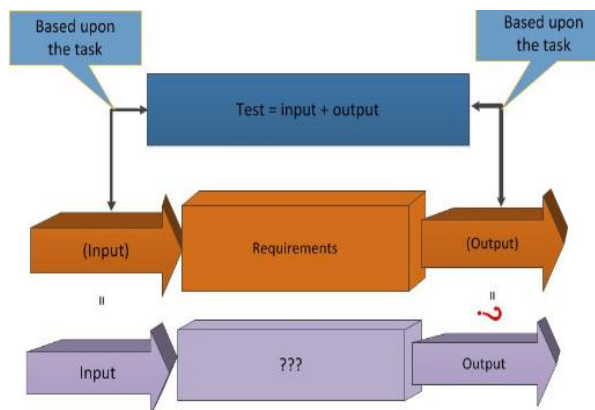 Based upon
the task
Based upon
the task
Test = input + output
(Input)
Requirements
(Output)
=
=
?
Input
???
Output